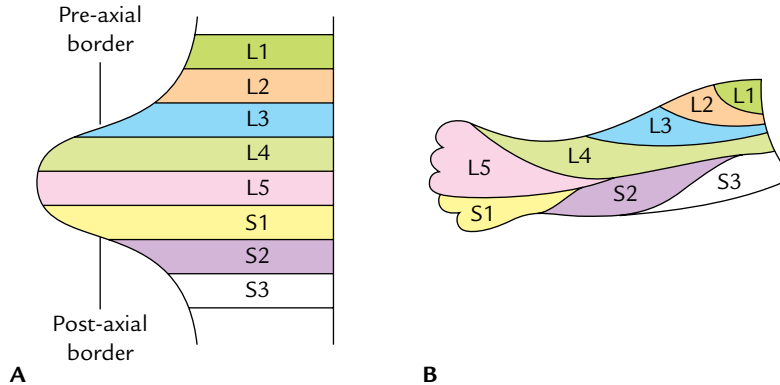 Pre-axial
border
L1
L2
L3
L4
L5
S1
S2
S3
Post-axial
border
A
L1
L2
L3
L4
L5
S2
S3
S1
B